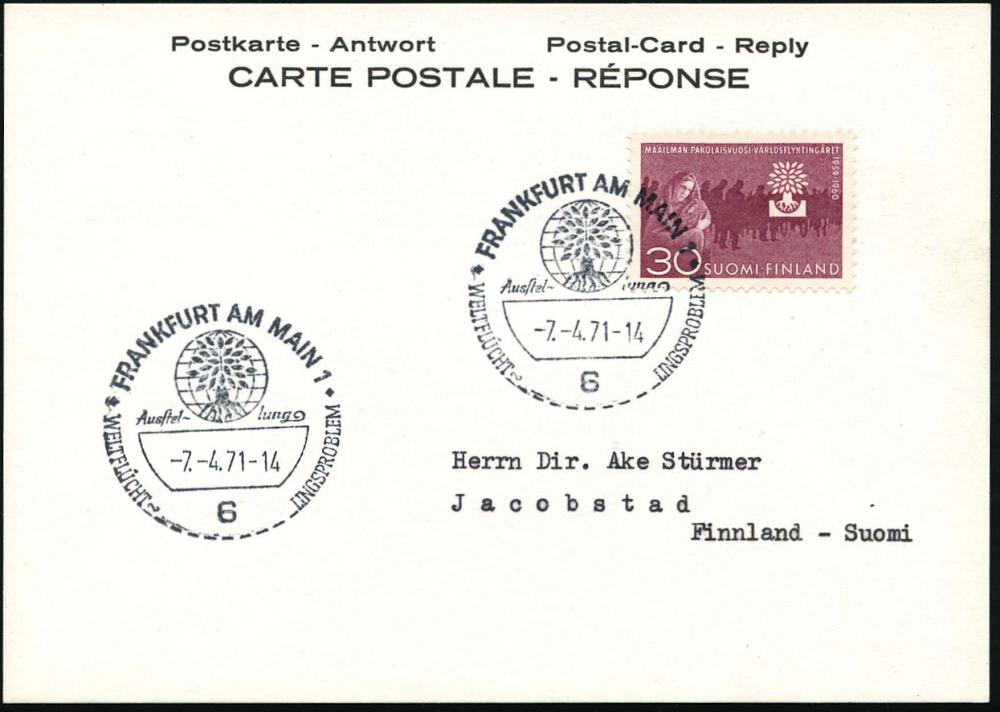 Postkarte - Antwort Postal-Card - Reply
CARTE POSTALE - RÉPONSE
MAAILMAN PAKOLAISVUOSI·VÄRLDSFLYKTINGÅRET
1959-1960
30 SUOMI·FINLAND
FRANKFURT AM MAIN 1
Ausstel- lung
-7.-4.71-14
WELTFLÜCHT- LINGSPROBLEM
6
FRANKFURT AM MAIN 1
Ausstel- lung
-7.-4.71-14
WELTFLÜCHT- LINGSPROBLEM
6
Herrn Dir. Ake Stürmer
Jacobstad
Finnland - Suomi